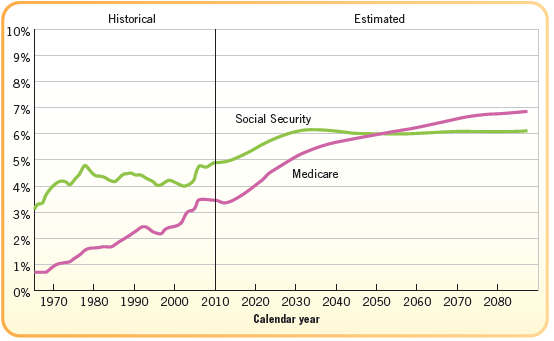 Historical Estimated
10%
9%
8%
7%
Social Security
6%
5%
Medicare
4%
3%
2%
1%
0%
1970 1980 1990 2000 2010 2020 2030 2040 2050 2060 2070 2080
Calendar year